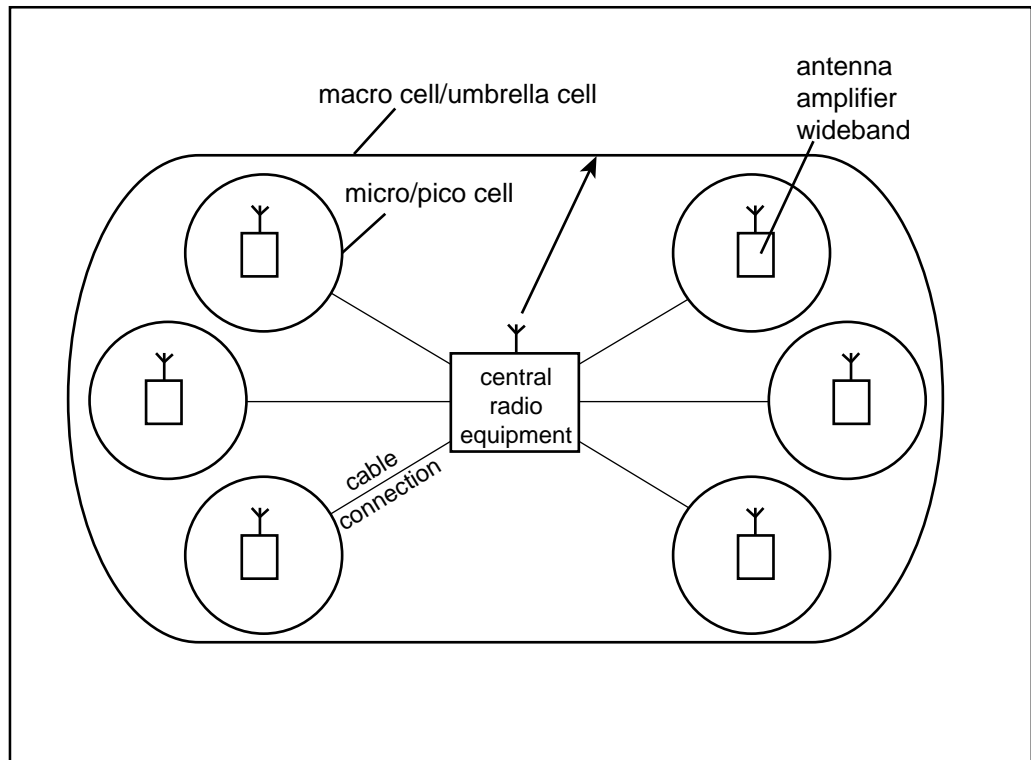 macro cell/umbrella cell
antenna
amplifier
wideband
micro/pico cell
central
radio
equipment
cable
connection